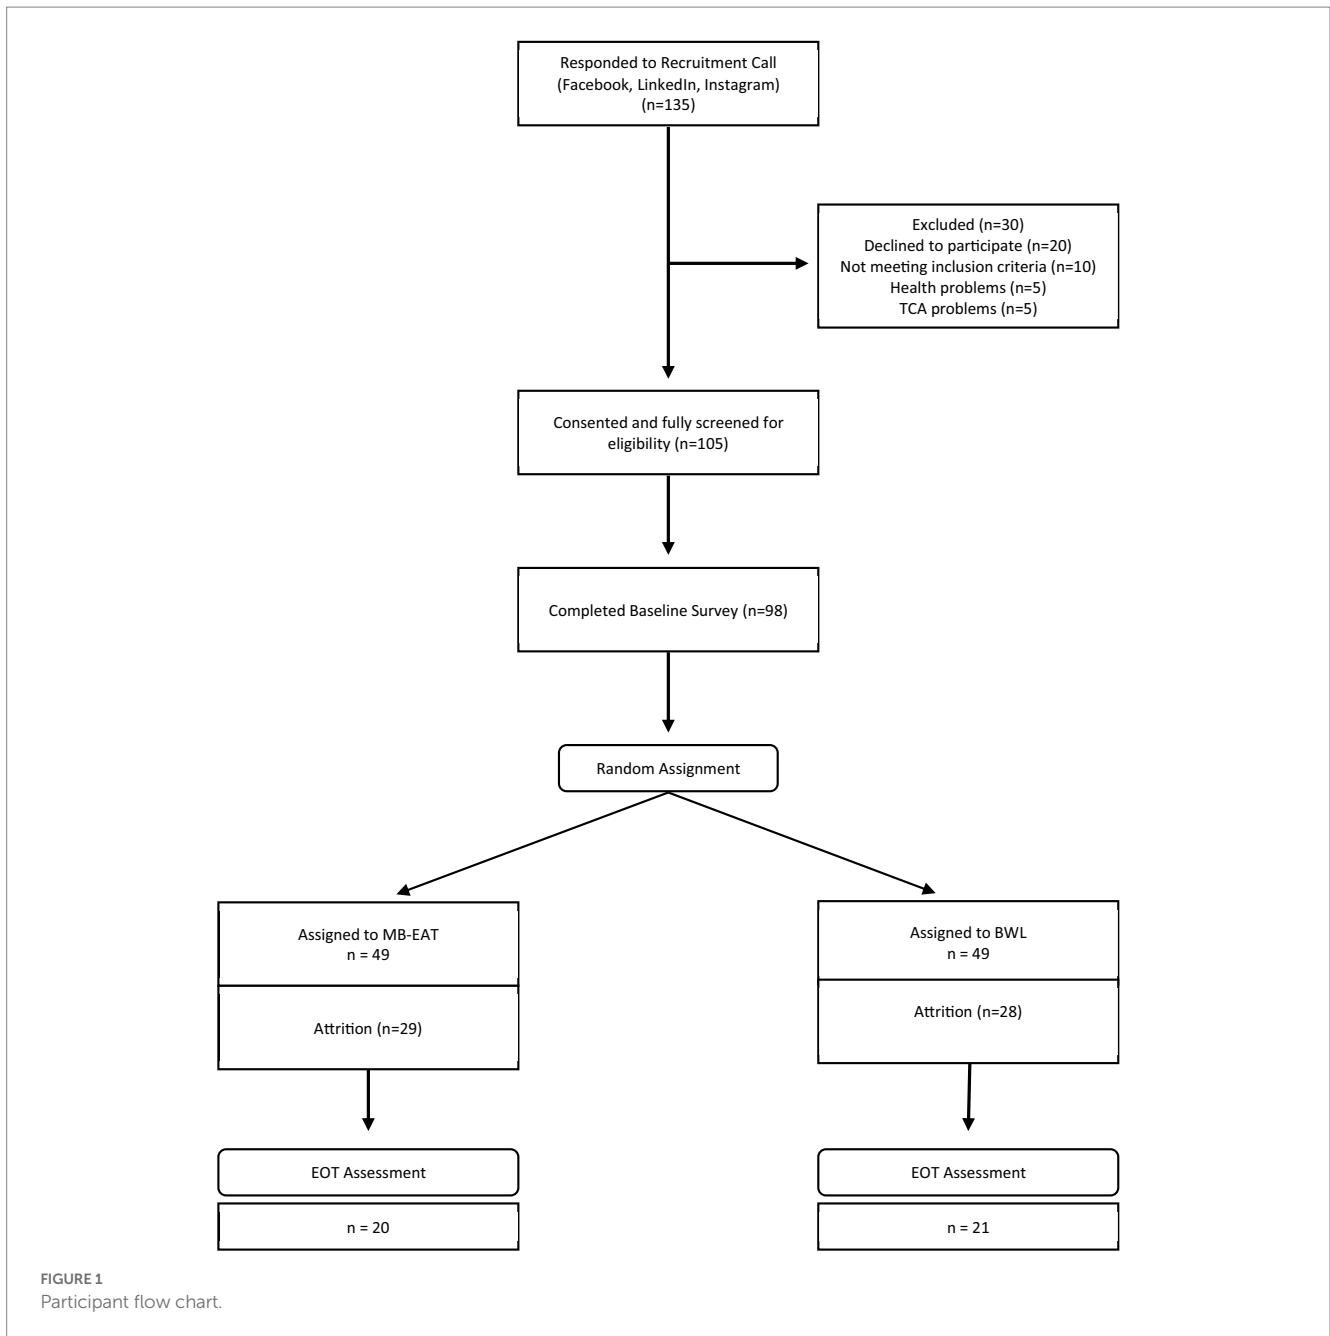 Responded to Recruitment Call
(Facebook, LinkedIn, Instagram)
(n=135)
Excluded (n=30)
Declined to participate (n=20)
Not meeting inclusion criteria (n=10)
Health problems (n=5)
TCA problems (n=5)
Consented and fully screened for
eligibility (n=105)
Completed Baseline Survey (n=98)
Random Assignment
Assigned to MB-EAT
n = 49
Attrition (n=29)
Assigned to BWL
n = 49
Attrition (n=28)
EOT Assessment
n = 20
EOT Assessment
n = 21
FIGURE 1
Participant flow chart.